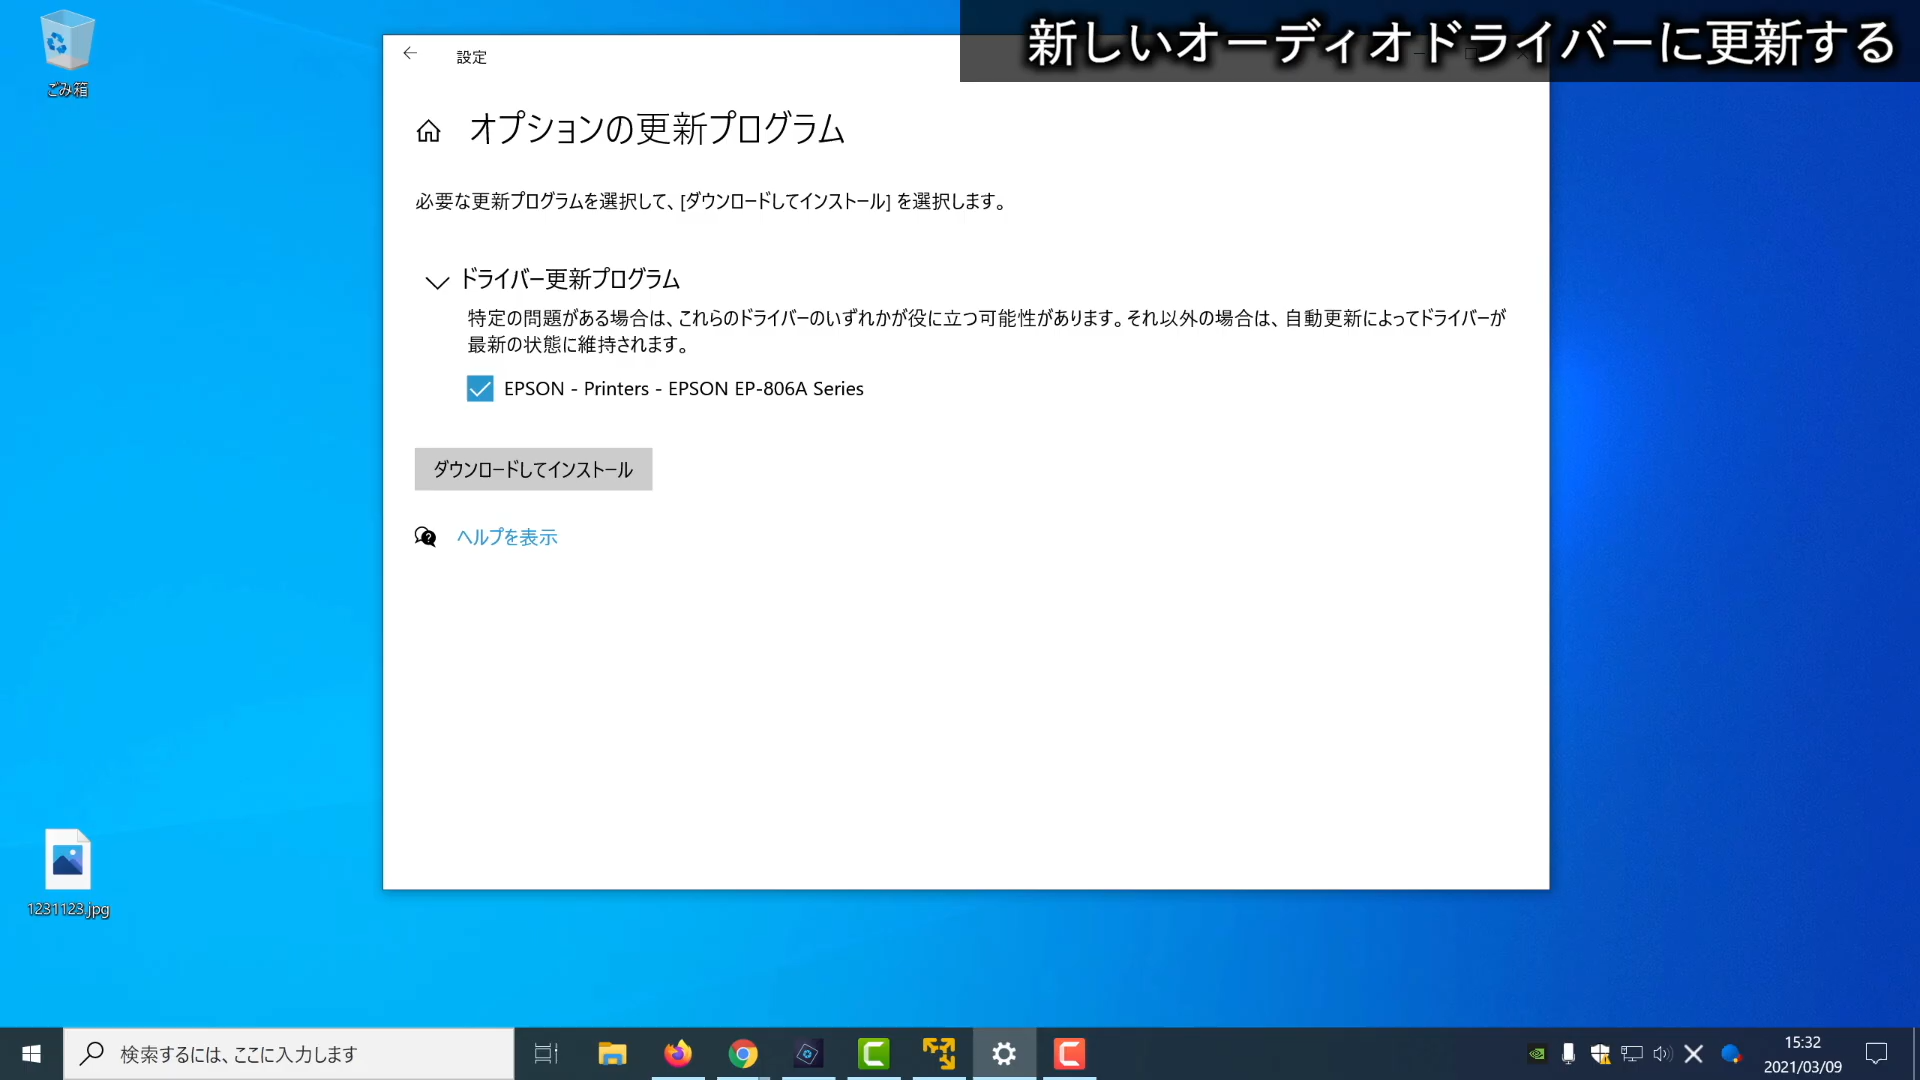 新しいオーディオドライバーに更新する
ごみ箱
設定
オプションの更新プログラム
必要な更新プログラムを選択して、[ダウンロードしてインストール] を選択します。
ドライバー更新プログラム
特定の問題がある場合は、これらのドライバーのいずれかが役に立つ可能性があります。それ以外の場合は、自動更新によってドライバーが
最新の状態に維持されます。
EPSON - Printers - EPSON EP-806A Series
ダウンロードしてインストール
ヘルプを表示
1231123.jpg
検索するには、ここに入力します
15:32
2021/03/09